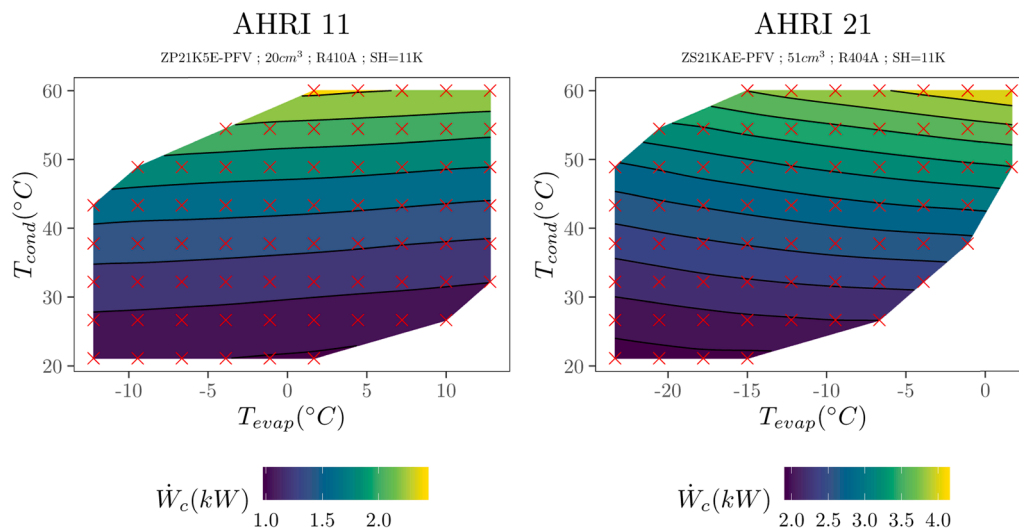 AHRI 11
ZP21K5E-PFV ; 20cm³ ; R410A ; SH=11K
60
50
40
30
20
T_cond(°C)
-10 -5 0 5 10
T_evap(°C)
Ẇ_c(kW)
1.0 1.5 2.0
AHRI 21
ZS21KAE-PFV ; 51cm³ ; R404A ; SH=11K
60
50
40
30
20
T_cond(°C)
-20 -15 -10 -5 0
T_evap(°C)
Ẇ_c(kW)
2.0 2.5 3.0 3.5 4.0